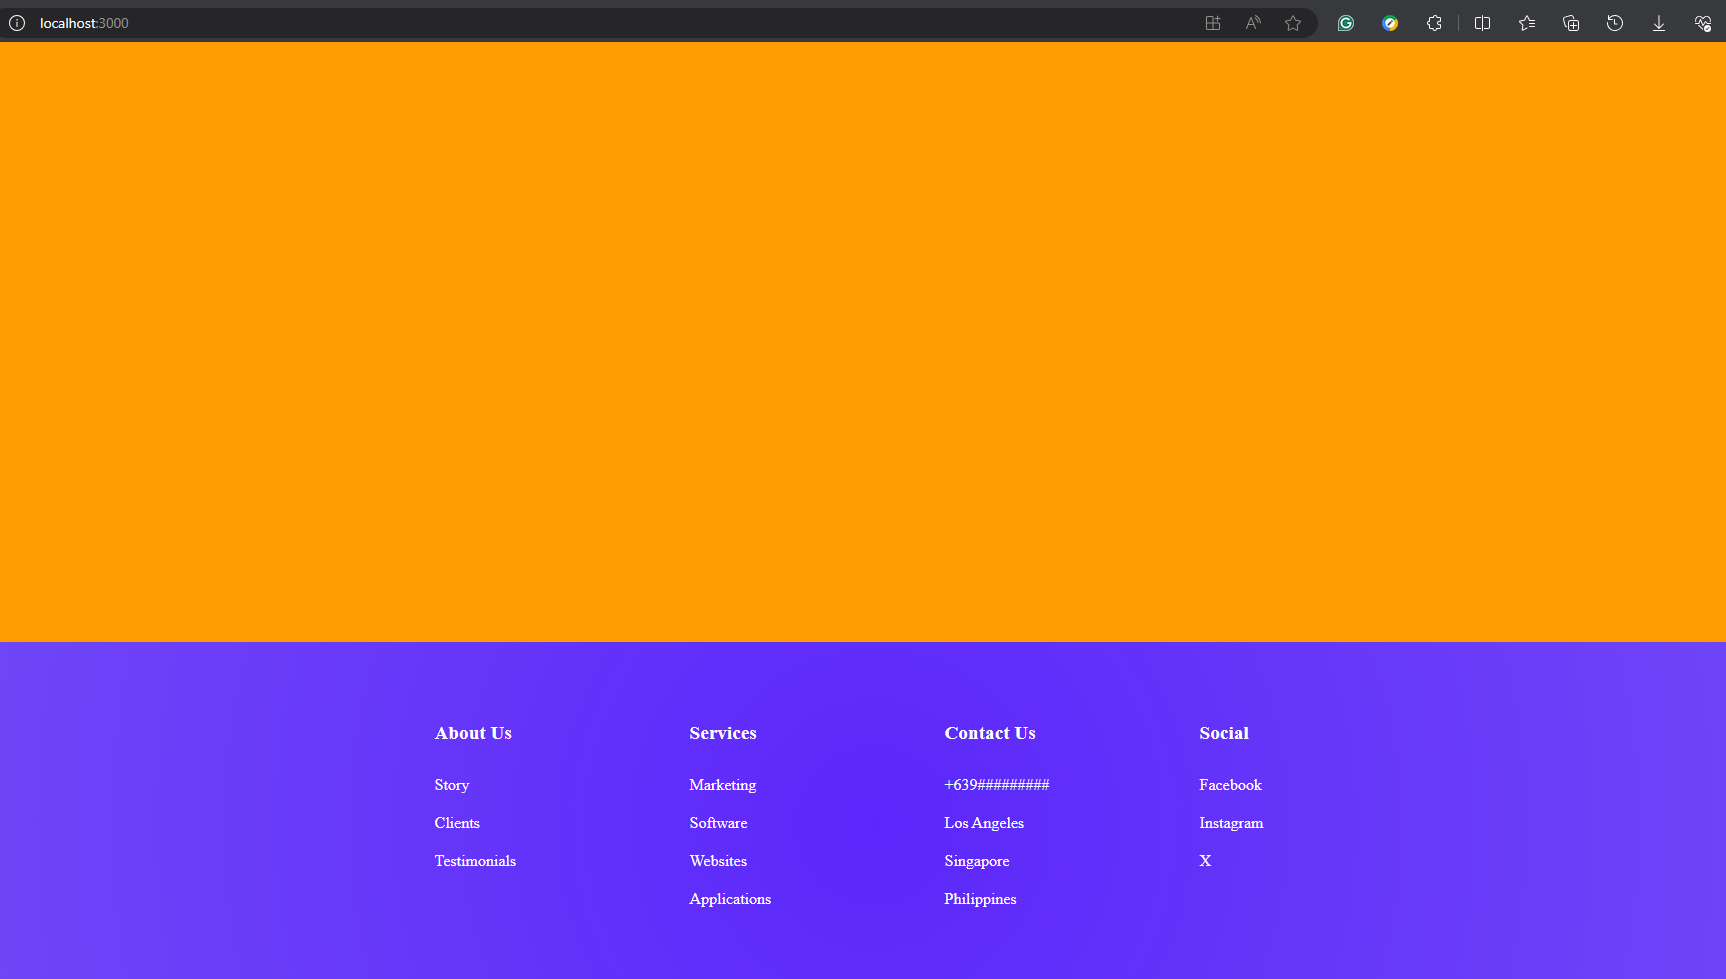 localhost:3000
About Us
Story
Clients
Testimonials
Services
Marketing
Software
Websites
Applications
Contact Us
+639#########
Los Angeles
Singapore
Philippines
Social
Facebook
Instagram
X